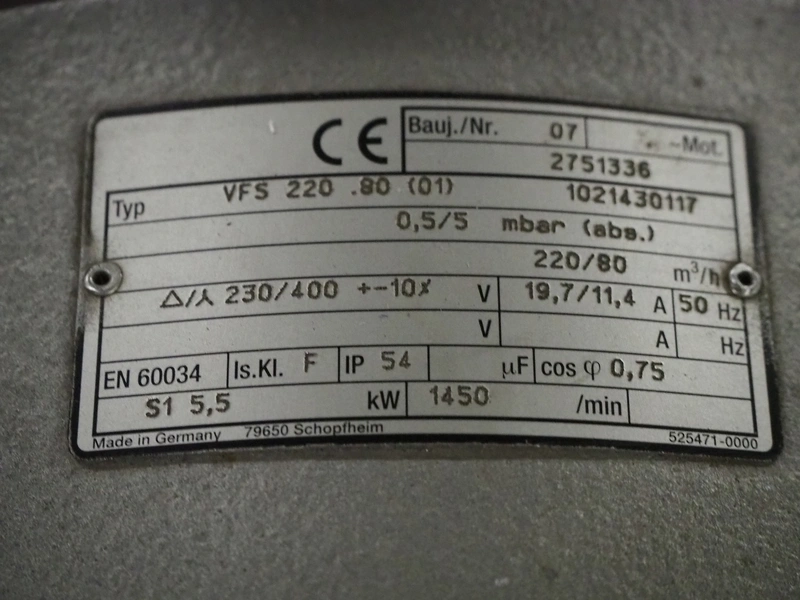 CE Bauj./Nr. 07 ~Mot.
2751336
Typ VFS 220 .80 (01) 1021430117
0,5/5 mbar (abs.)
220/80 m³/h
△/⅄ 230/400 +-10% V 19,7/11,4 A 50 Hz
V A Hz
EN 60034 Is.Kl. F IP 54 µF cos φ 0,75
S1 5,5 kW 1450 /min
Made in Germany 79650 Schopfheim 525471-0000